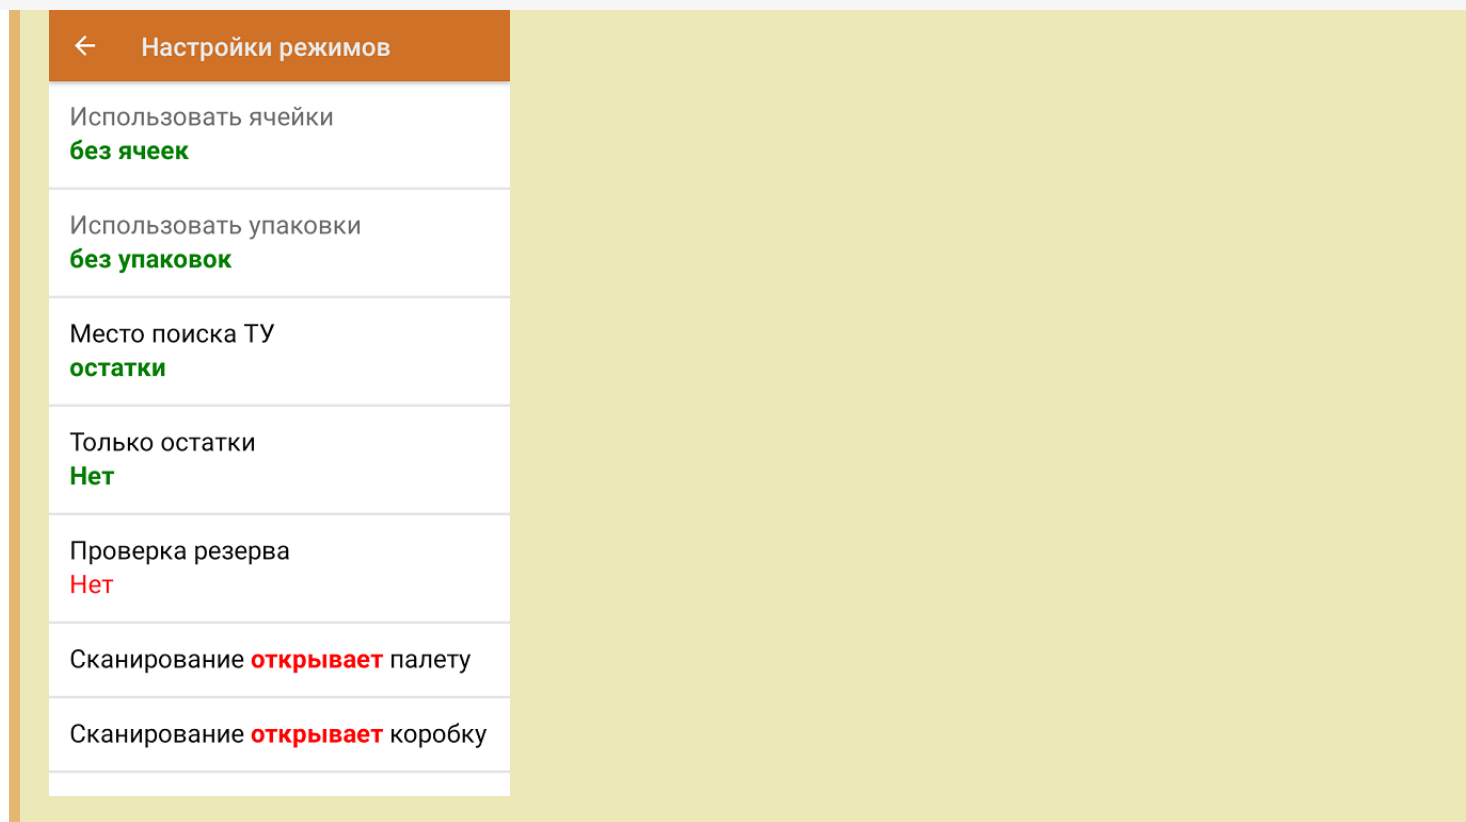 Настройки режимов
Использовать ячейки
без ячеек
Использовать упаковки
без упаковок
Место поиска ТУ
остатки
Только остатки
Нет
Проверка резерва
Нет
Сканирование открывает палету
Сканирование открывает коробку